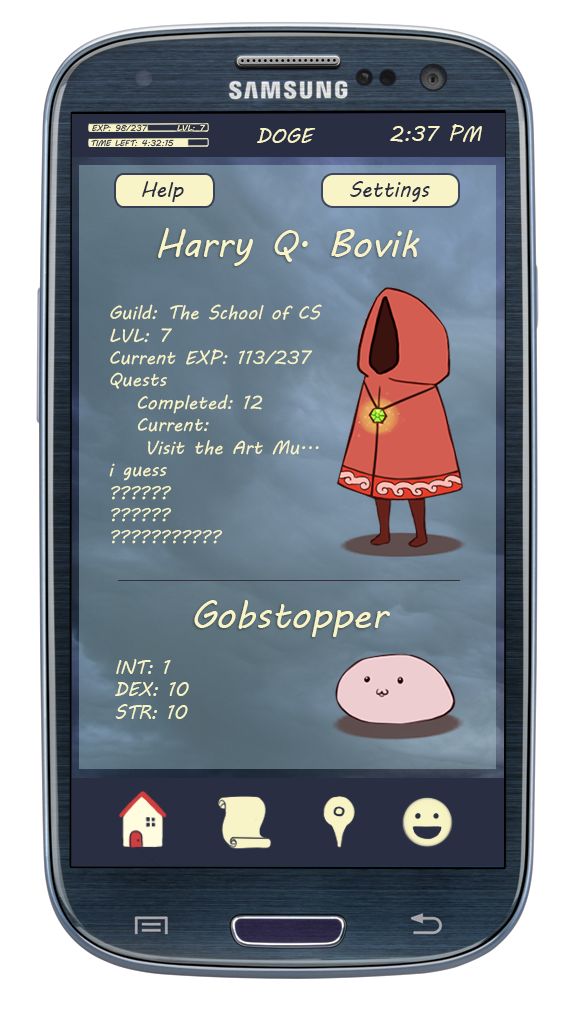 SAMSUNG
EXP: 98/237 LVL: 7
TIME LEFT: 4:32:15
DOGE
2:37 PM
Help
Settings
Harry Q. Bovik
Guild: The School of CS
LVL: 7
Current EXP: 113/237
Quests
Completed: 12
Current:
Visit the Art Mu...
i guess
??????
??????
???????????
Gobstopper
INT: 1
DEX: 10
STR: 10